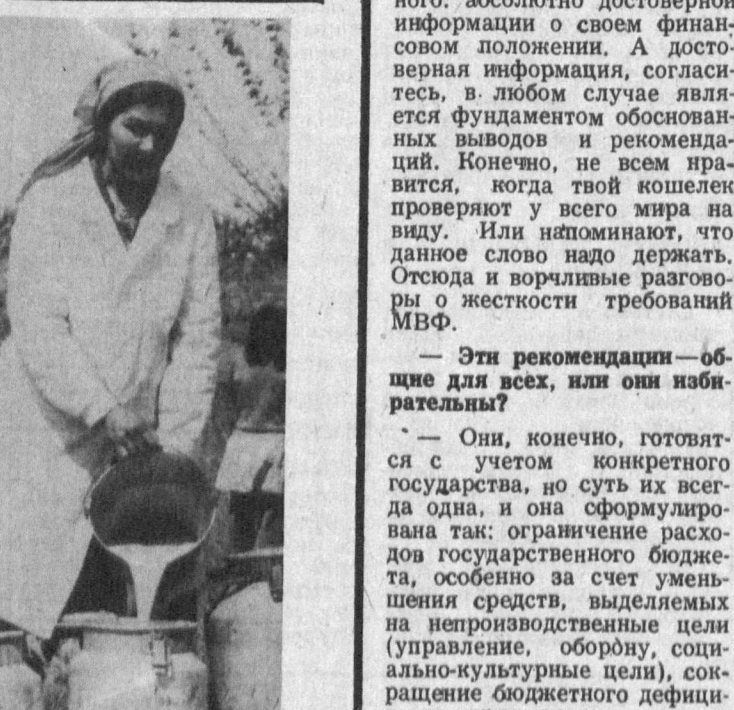 ного: абсолютно достоверной
информации о своем финан-
совом положении. А досто-
верная информация, согласи-
тесь, в любом случае явля-
ется фундаментом обоснован-
ных выводов и рекоменда-
ций. Конечно, не всем нра-
вится, когда твой кошелек
проверяют у всего мира на
виду. Или напоминают, что
данное слово надо держать.
Отсюда и ворчливые разгово-
ры о жесткости требований
МВФ.
— Эти рекомендации—об-
щие для всех, или они изби-
рательны?
— Они, конечно, готовят-
ся с учетом конкретного
государства, но суть их всег-
да одна, и она сформулиро-
вана так: ограничение расхо-
дов государственного бюдже-
та, особенно за счет умень-
шения средств, выделяемых
на непроизводственные цели
(управление, оборону, соци-
ально-культурные цели), сок-
ращение бюджетного дефици-